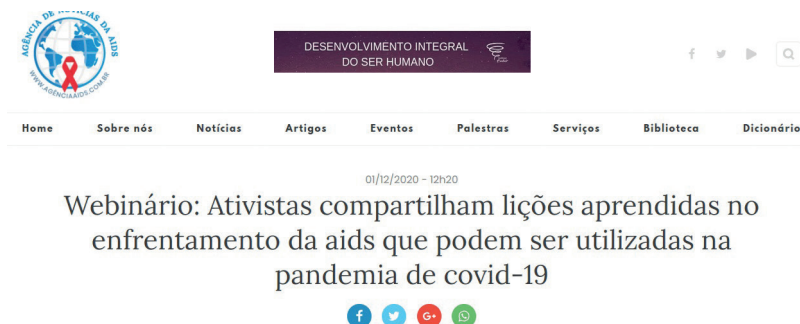 AGÊNCIA DE NOTÍCIAS DA AIDS
WWW.AGENCIAAIDS.COM.BR
DESENVOLVIMENTO INTEGRAL
DO SER HUMANO
Home Sobre nós Notícias Artigos Eventos Palestras Serviços Biblioteca Dicionário
01/12/2020 - 12h20
Webinário: Ativistas compartilham lições aprendidas no
enfrentamento da aids que podem ser utilizadas na
pandemia de covid-19